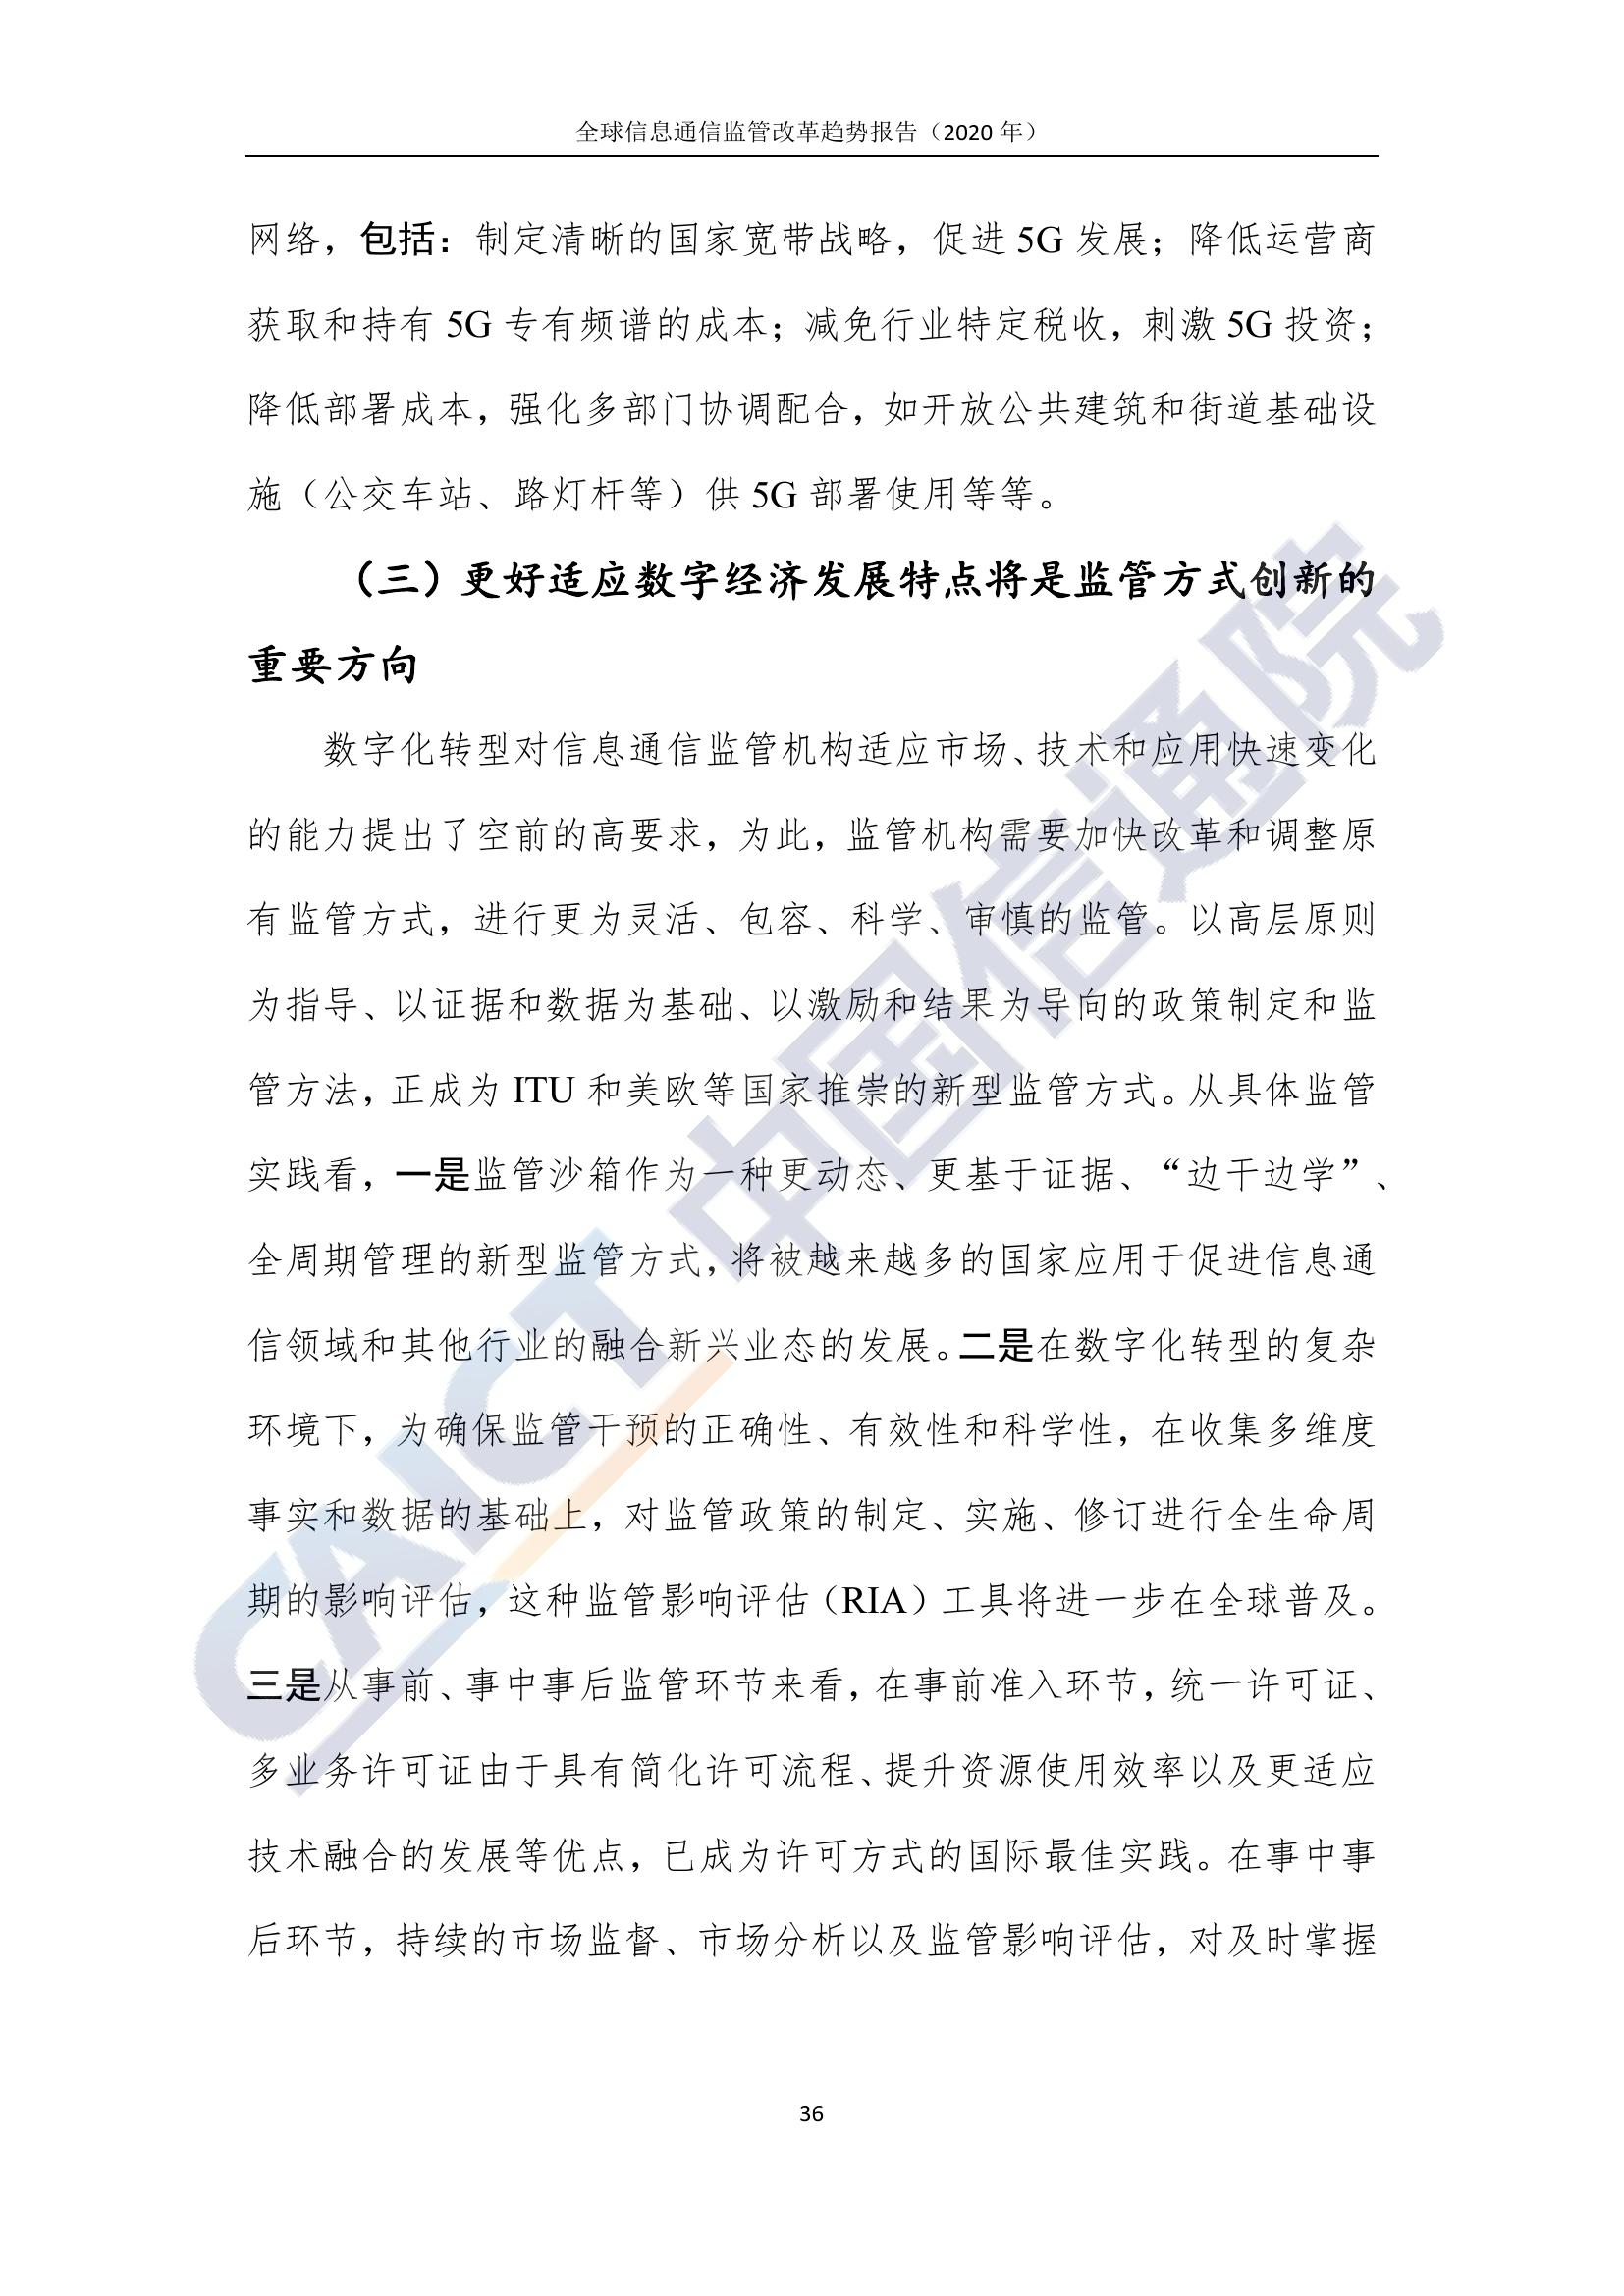 全球信息通信监管改革趋势报告（2020 年）
网络，包括：制定清晰的国家宽带战略，促进 5G 发展；降低运营商
获取和持有 5G 专有频谱的成本；减免行业特定税收，刺激 5G 投资；
降低部署成本，强化多部门协调配合，如开放公共建筑和街道基础设
施（公交车站、路灯杆等）供 5G 部署使用等等。
（三）更好适应数字经济发展特点将是监管方式创新的
重要方向
数字化转型对信息通信监管机构适应市场、技术和应用快速变化
的能力提出了空前的高要求，为此，监管机构需要加快改革和调整原
有监管方式，进行更为灵活、包容、科学、审慎的监管。以高层原则
为指导、以证据和数据为基础、以激励和结果为导向的政策制定和监
管方法，正成为 ITU 和美欧等国家推崇的新型监管方式。从具体监管
实践看，一是监管沙箱作为一种更动态、更基于证据、“边干边学”、
全周期管理的新型监管方式，将被越来越多的国家应用于促进信息通
信领域和其他行业的融合新兴业态的发展。二是在数字化转型的复杂
环境下，为确保监管干预的正确性、有效性和科学性，在收集多维度
事实和数据的基础上，对监管政策的制定、实施、修订进行全生命周
期的影响评估，这种监管影响评估（RIA）工具将进一步在全球普及。
三是从事前、事中事后监管环节来看，在事前准入环节，统一许可证、
多业务许可证由于具有简化许可流程、提升资源使用效率以及更适应
技术融合的发展等优点，已成为许可方式的国际最佳实践。在事中事
后环节，持续的市场监督、市场分析以及监管影响评估，对及时掌握
36
CAICT 中国信通院